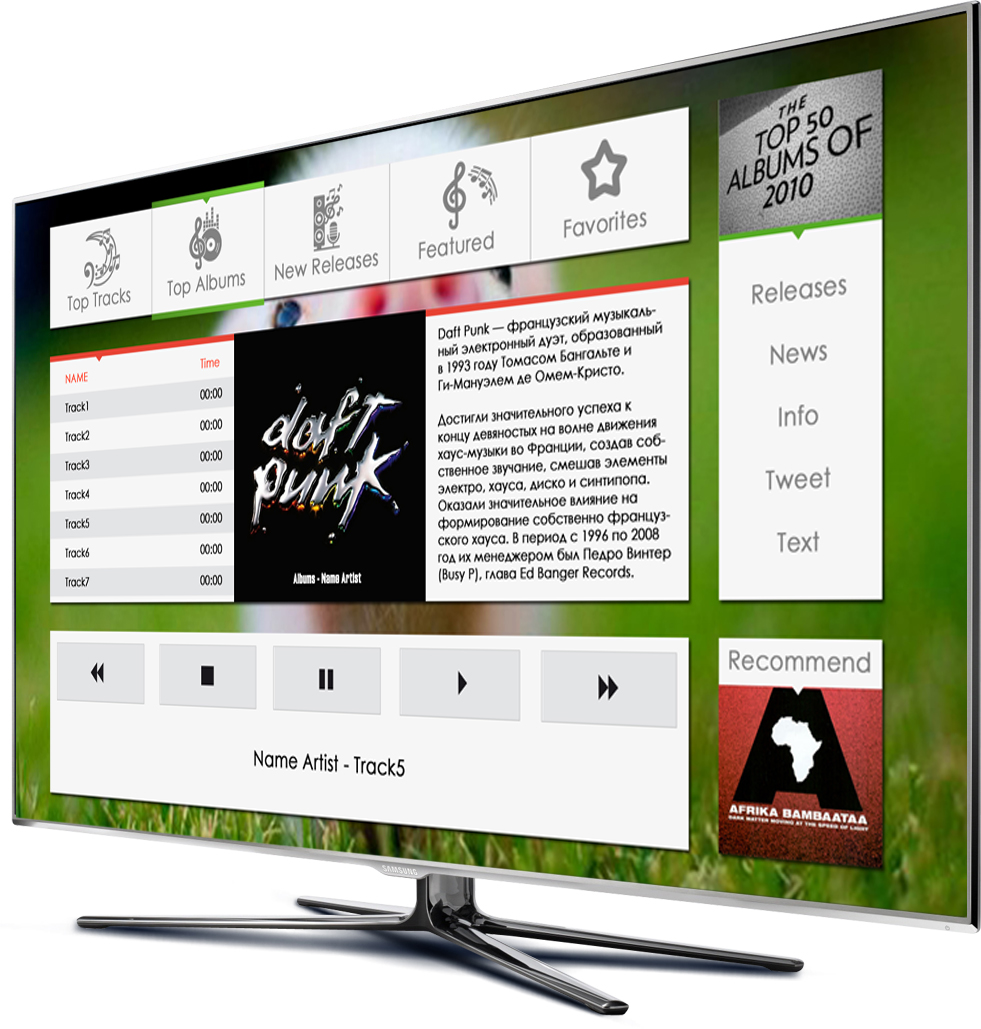 Top Tracks
Top Albums
New Releases
Featured
Favorites
THE
TOP 50
ALBUMS OF
2010
NAME Time
Track1 00:00
Track2 00:00
Track3 00:00
Track4 00:00
Track5 00:00
Track6 00:00
Track7 00:00
daft
punk
Albums - Name Artist
Daft Punk — французский музыкаль-
ный электронный дуэт, образованный
в 1993 году Томасом Бангальте и
Ги-Мануэлем де Омем-Кристо.
Достигли значительного успеха к
концу девяностых на волне движения
хаус-музыки во Франции, создав соб-
ственное звучание, смешав элементы
электро, хауса, диско и синтипопа.
Оказали значительное влияние на
формирование собственно француз-
ского хауса. В период с 1996 по 2008
год их менеджером был Педро Винтер
(Busy P), глава Ed Banger Records.
Releases
News
Info
Tweet
Text
Name Artist - Track5
Recommend
AFRIKA BAMBAATAA
DARK MATTER MOVING AT THE SPEED OF LIGHT
SAMSUNG